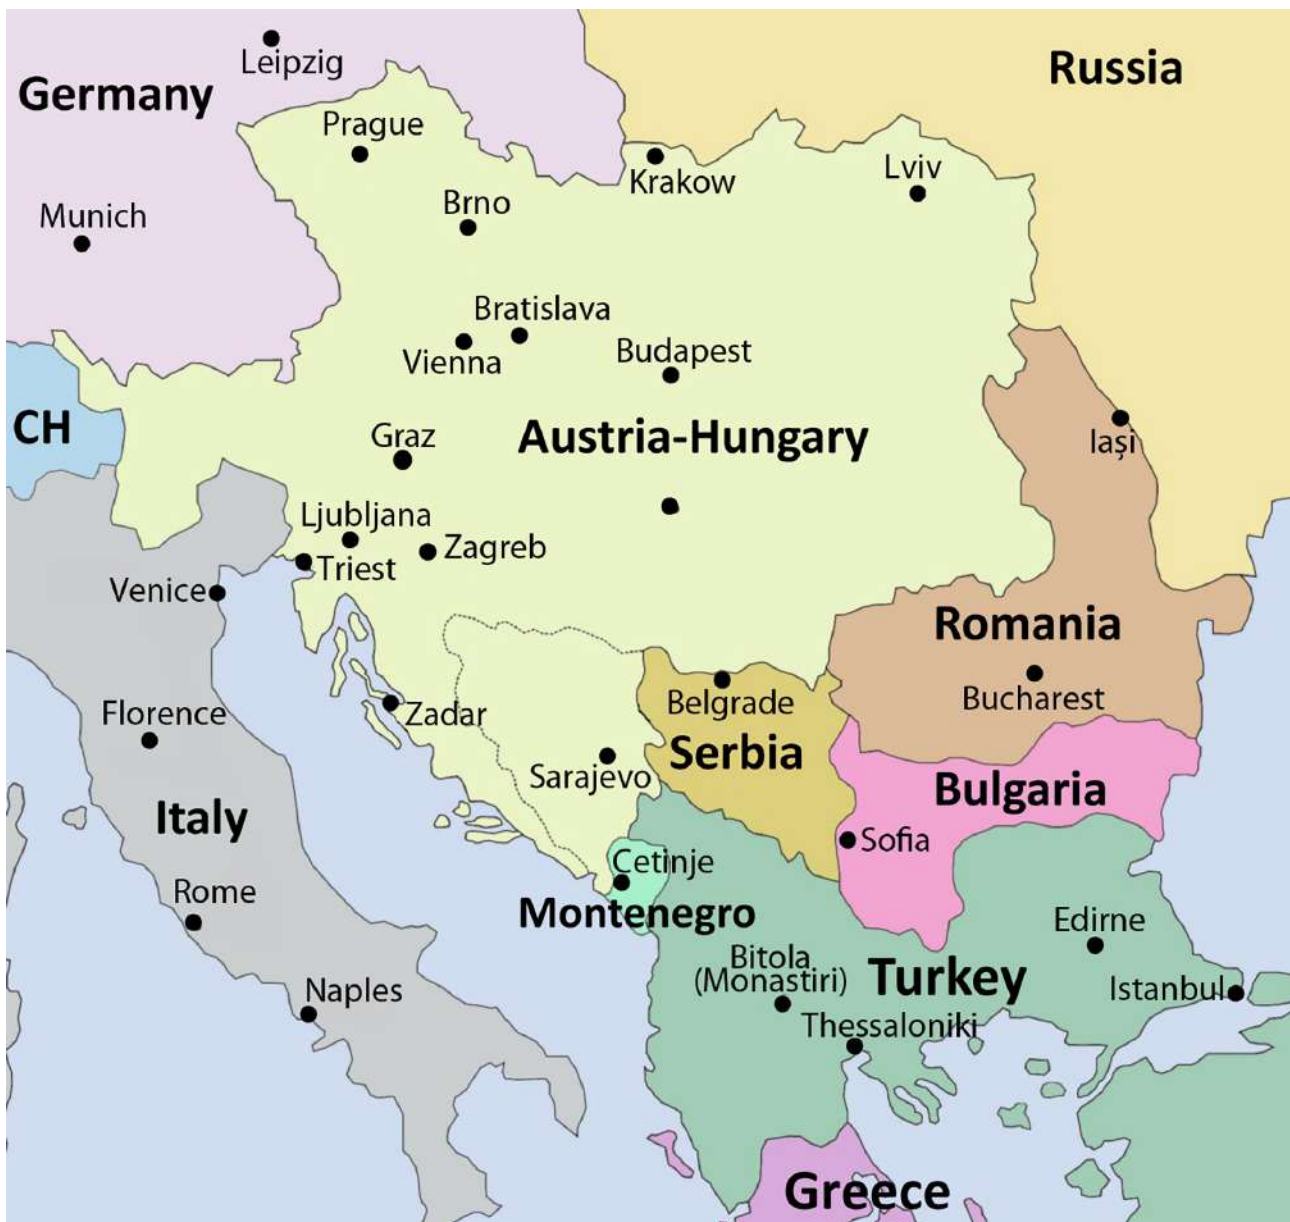 Leipzig
Germany
Russia
Prague
Krakow
Lviv
Munich
Brno
Bratislava
Vienna
Budapest
CH
Graz
Austria-Hungary
Iași
Ljubljana
Zagreb
Triest
Venice
Romania
Bucharest
Florence
Zadar
Belgrade
Serbia
Sarajevo
Bulgaria
Italy
Sofia
Cetinje
Rome
Montenegro
Edirne
Bitola
(Monastiri)
Turkey
Naples
Istanbul
Thessaloniki
Greece